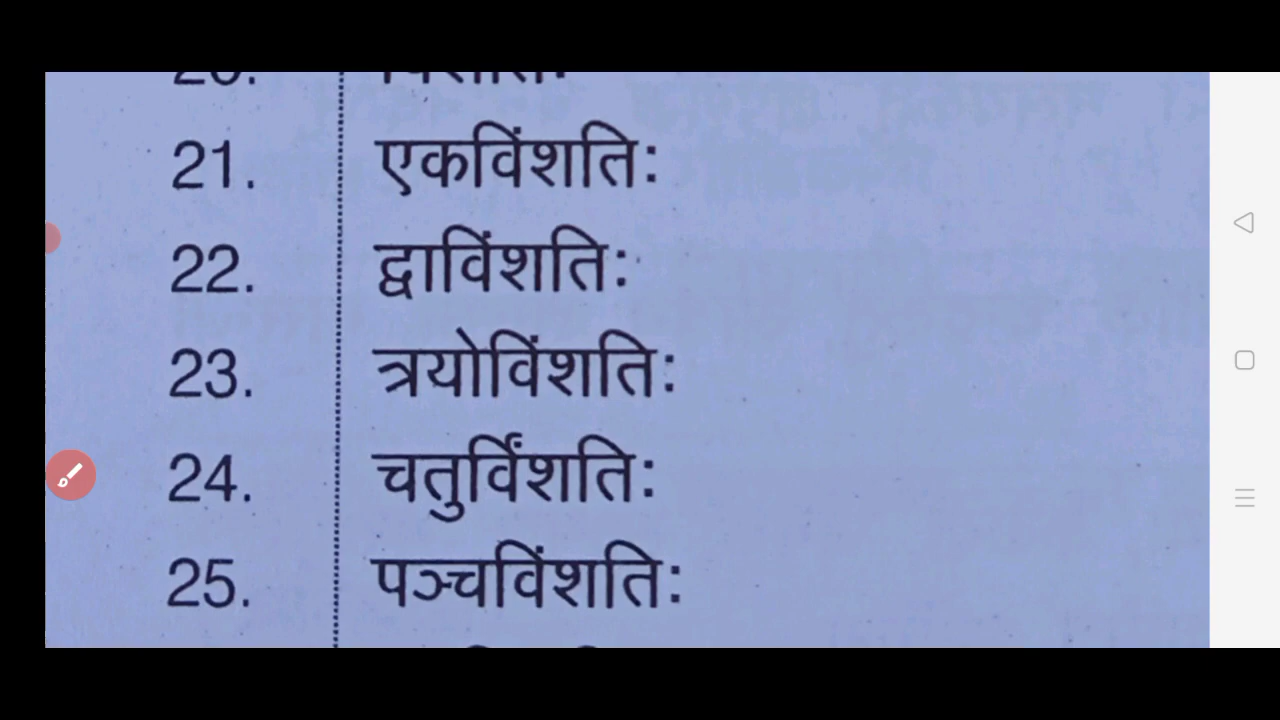 21. एकविंशतिः
22. द्वाविंशतिः
23. त्रयोविंशतिः
24. चतुर्विंशतिः
25. पञ्चविंशतिः